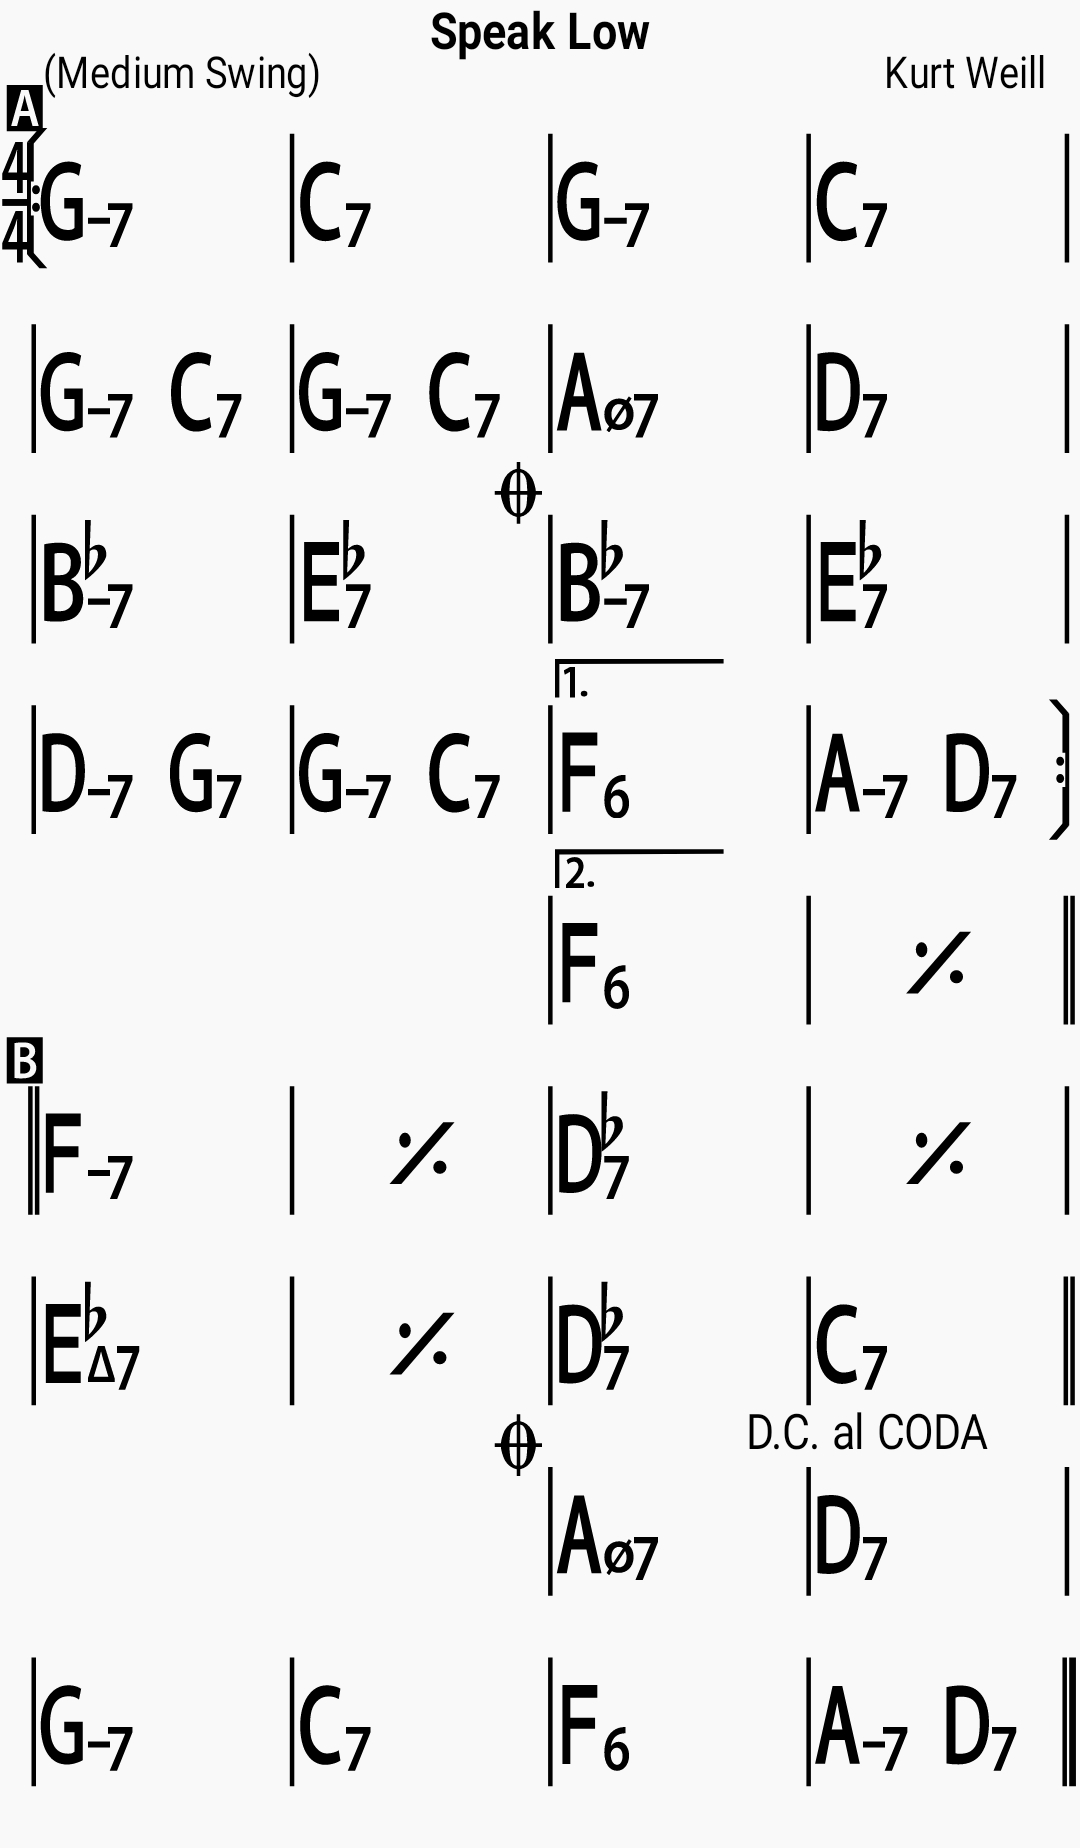 Speak Low
(Medium Swing) Kurt Weill
A
4/4 G-7 C7 G-7 C7
G-7 C7 G-7 C7 Aø7 D7
B♭-7 E♭7 B♭-7 E♭7
1.
D-7 G7 G-7 C7 F6 A-7 D7
2.
F6
B
F-7 D♭7
E♭Δ7 D♭7 C7
D.C. al CODA
Aø7 D7
G-7 C7 F6 A-7 D7